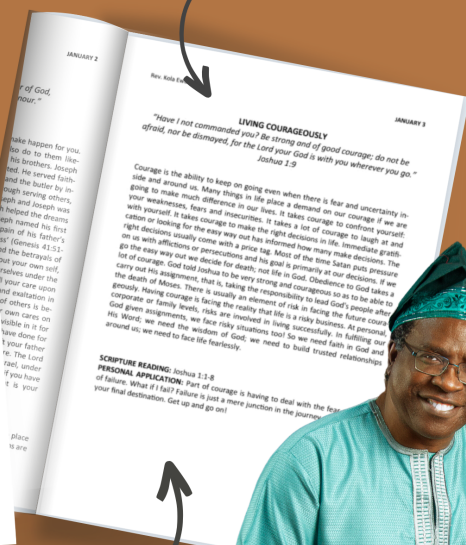 JANUARY 2
r of God,
nour."
make happen for you.
lso do to them like-
his brothers. Joseph
ted. He served faith-
and the butler by in-
ough serving others,
eph and Joseph was
h helped the dreams
eph named his first
pain of his father's
ss' (Genesis 41:51-
nd the betrayals of
out your own self,
rselves under the
l your care upon
and exaltation in
of others is be-
r own cares on
visible in it for
have done for
t your father
re. The Lord
rael, under
if you have
t is your
place
ns are
Rev. Kola
JANUARY 3
LIVING COURAGEOUSLY
"Have I not commanded you? Be strong and of good courage; do not be
afraid, nor be dismayed, for the Lord your God is with you wherever you go."
Joshua 1:9
Courage is the ability to keep on going even when there is fear and uncertainty in-
side and around us. Many things in life place a demand on our courage if we are
going to make much difference in our lives. It takes courage to confront yourself:
your weaknesses, fears and insecurities. It takes a lot of courage to laugh at and
with yourself. It takes courage to make the right decisions in life. Immediate gratifi-
cation or looking for the easy way out has informed how many make decisions. The
right decisions usually come with a price tag. Most of the time Satan puts pressure
on us with afflictions or persecutions and his goal is primarily at our decisions. If we
go the easy way out we decide for death; not life in God. Obedience to God takes a
lot of courage. God told Joshua to be very strong and courageous so as to be able to
carry out His assignment, that is, taking the responsibility to lead God's people after
the death of Moses. There is usually an element of risk in facing the future coura-
geously. Having courage is facing the reality that life is a risky business. At personal,
corporate or family levels, risks are involved in living successfully. In fulfilling our
God given assignments, we face risky situations too! So we need faith in God and
His Word; we need the wisdom of God; we need to build trusted relationships
around us; we need to face life fearlessly.
SCRIPTURE READING: Joshua 1:1-8
PERSONAL APPLICATION: Part of courage is having to deal with the fear
of failure. What if I fail? Failure is just a mere junction in the journey
your final destination. Get up and go on!